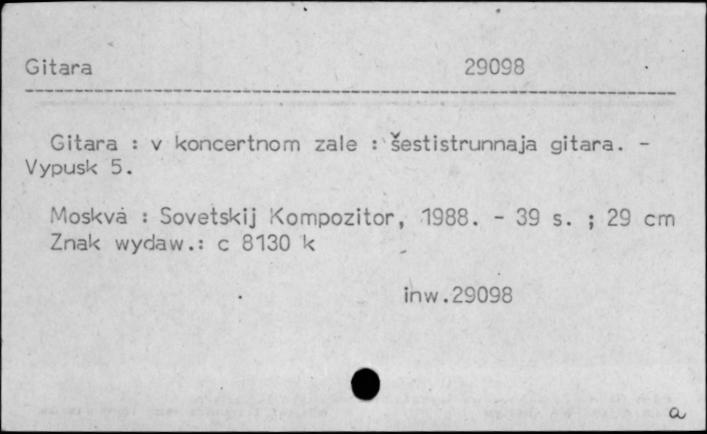 Gitara 29098
Gitara : v koncertnom zale : šestistrunnaja gitara. -
Vypusk 5.
Moskva : Sovetskij Kompozitor, 1988. - 39 s. ; 29 cm
Znak wydaw.: c 8130 k
inw.29098
a